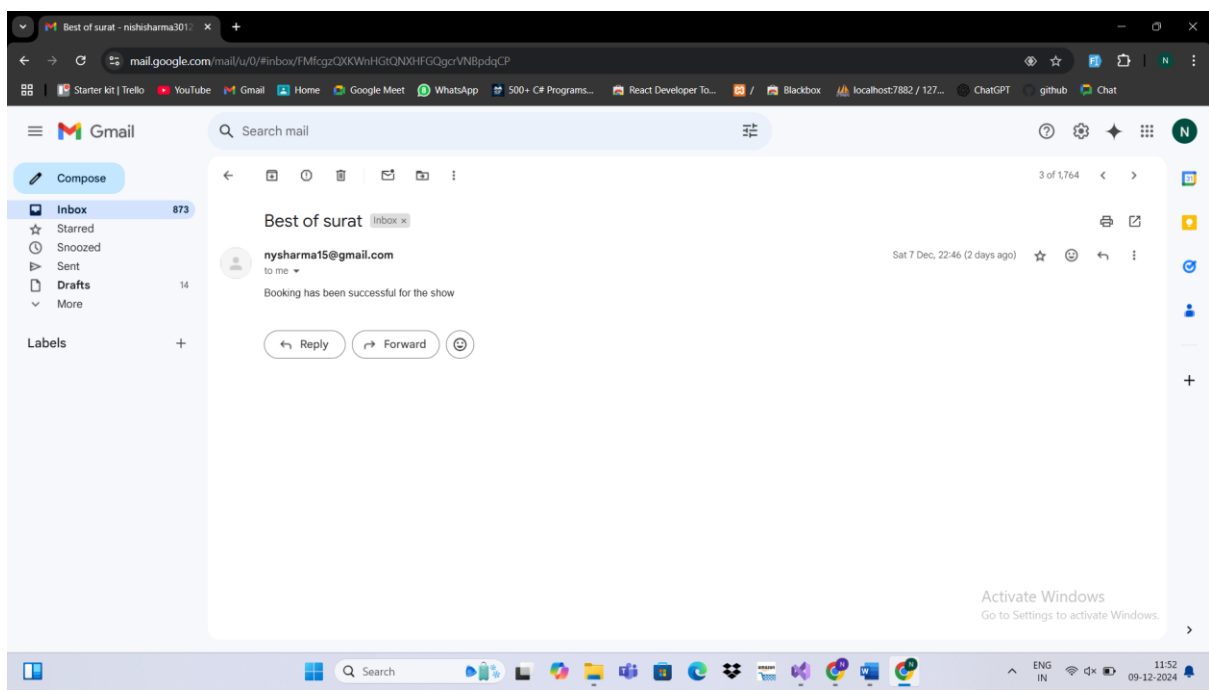 Best of surat - nishisharma3012
mail.google.com/mail/u/0/#inbox/FMfcgzQXKWnHGtQNXHFGQgcrVNBpdqCP
N
Starter kit | Trello YouTube Gmail Home Google Meet WhatsApp 500+ C# Programs... React Developer To... / Blackbox localhost:7882 / 127... ChatGPT github Chat
Gmail
Search mail
N
Compose
3 of 1,764
31
Inbox 873
Starred
Snoozed
Sent
Drafts 14
More
Labels
Best of surat Inbox ×
nysharma15@gmail.com Sat 7 Dec, 22:46 (2 days ago)
to me
Booking has been successful for the show
Reply Forward
Activate Windows
Go to Settings to activate Windows.
Search
ENG
IN
11:52
09-12-2024